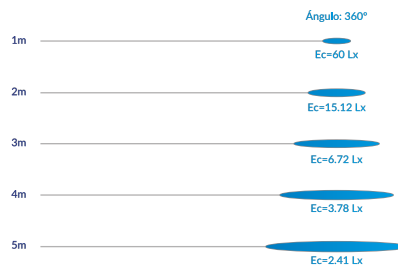 Ángulo: 360º
1m
Ec=60 Lx
2m
Ec=15.12 Lx
3m
Ec=6.72 Lx
4m
Ec=3.78 Lx
5m
Ec=2.41 Lx